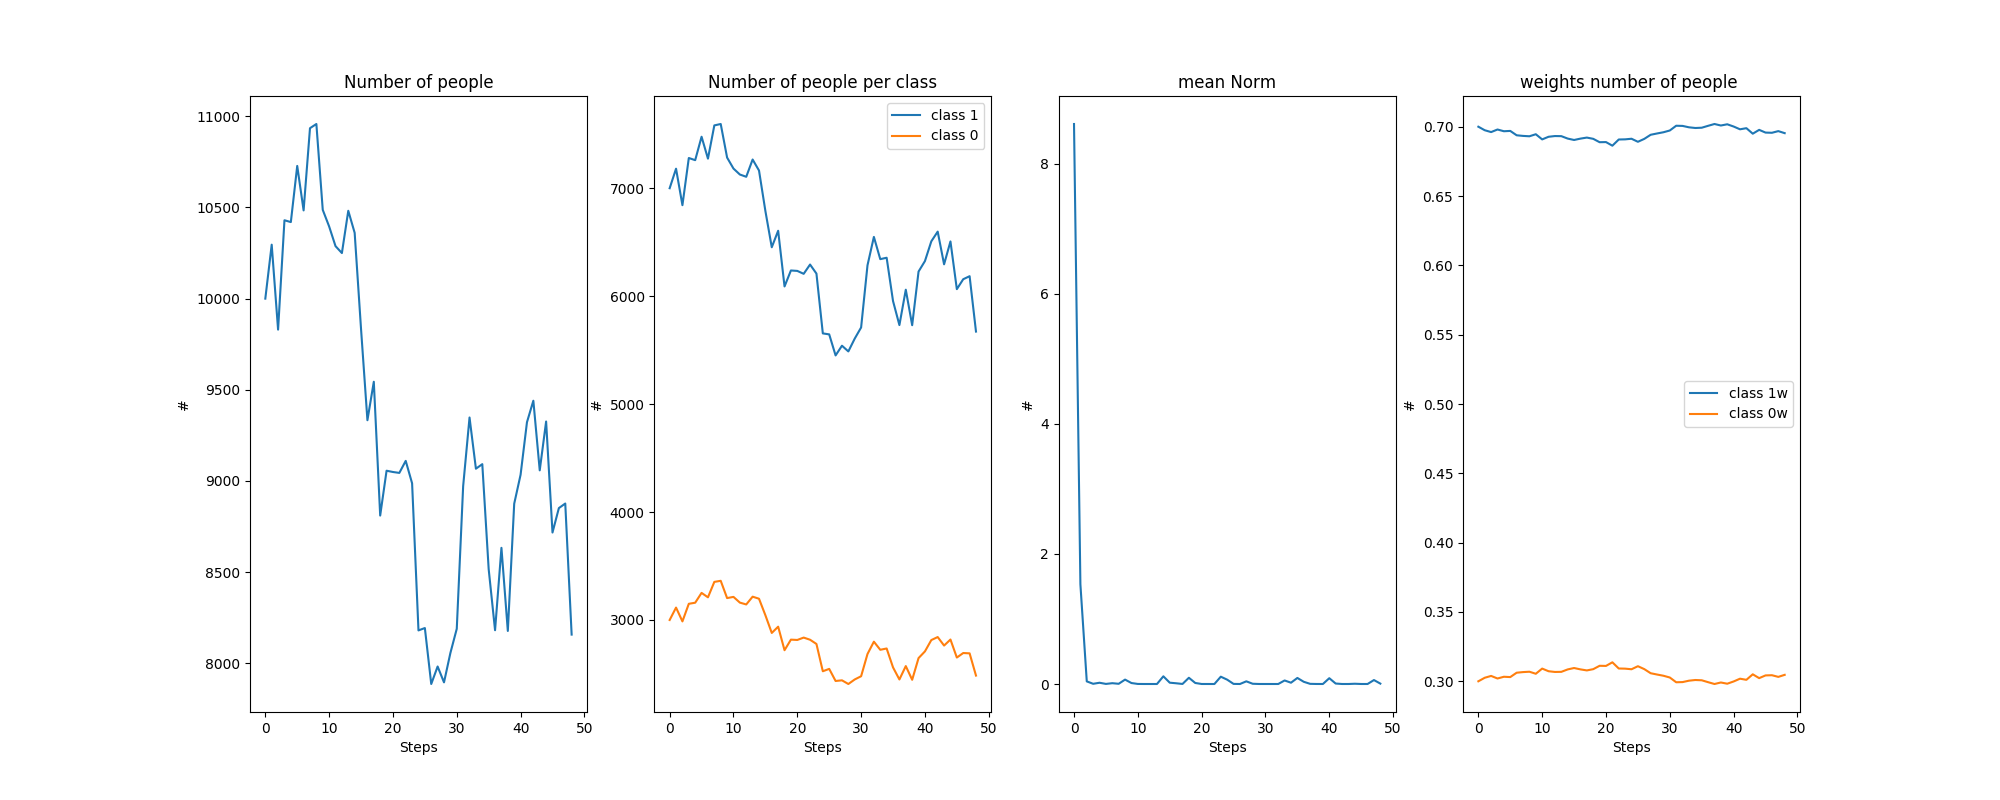 Number of people
11000
10500
10000
9500
9000
8500
8000
#
0 10 20 30 40 50
Steps
Number of people per class
class 1
class 0
7000
6000
5000
4000
3000
#
0 10 20 30 40 50
Steps
mean Norm
8
6
4
2
0
#
0 10 20 30 40 50
Steps
weights number of people
0.70
0.65
0.60
0.55
0.50
0.45
0.40
0.35
0.30
#
class 1w
class 0w
0 10 20 30 40 50
Steps